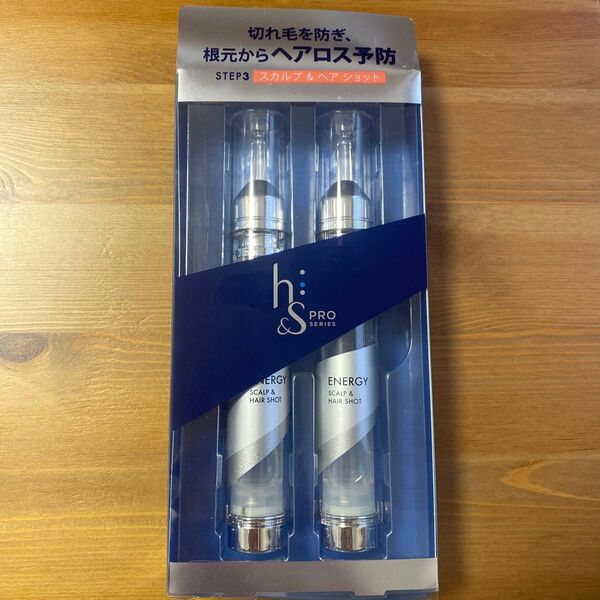 切れ毛を防ぎ、
根元からヘアロス予防
STEP3 スカルプ & ヘア ショット
h&S PRO
SERIES
ENERGY
SCALP &
HAIR SHOT
ENERGY
SCALP &
HAIR SHOT